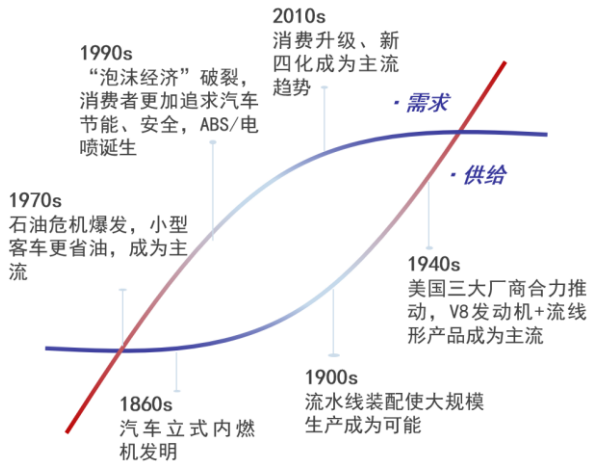 2010s
消费升级、新
四化成为主流
趋势
1990s
“泡沫经济”破裂，
消费者更加追求汽车
节能、安全，ABS/电
喷诞生
·需求
·供给
1970s
石油危机爆发，小型
客车更省油，成为主
流
1940s
美国三大厂商合力推
动，V8发动机+流线
形产品成为主流
1900s
流水线装配使大规模
生产成为可能
1860s
汽车立式内燃
机发明